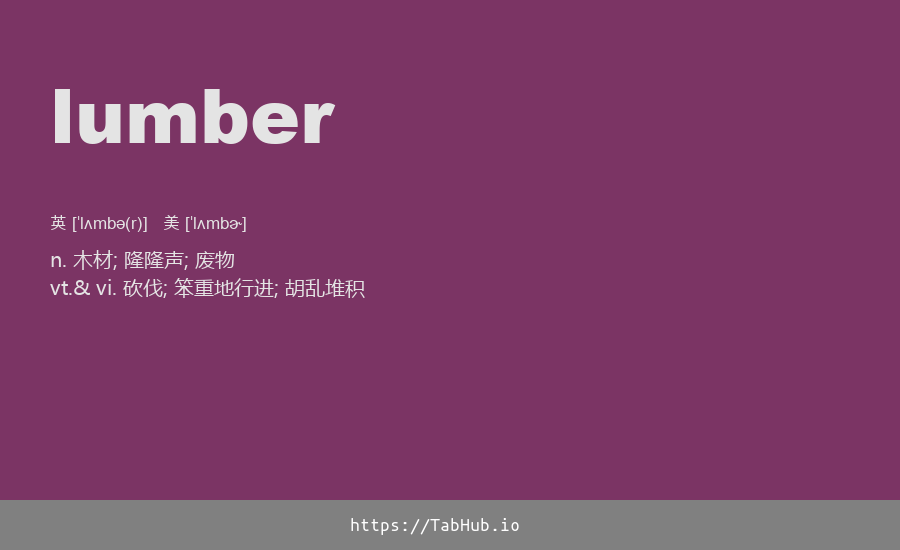 lumber
英 [ˈlʌmbə(r)] 美 [ˈlʌmbɚ]
n. 木材; 隆隆声; 废物
vt.& vi. 砍伐; 笨重地行进; 胡乱堆积
https://TabHub.io